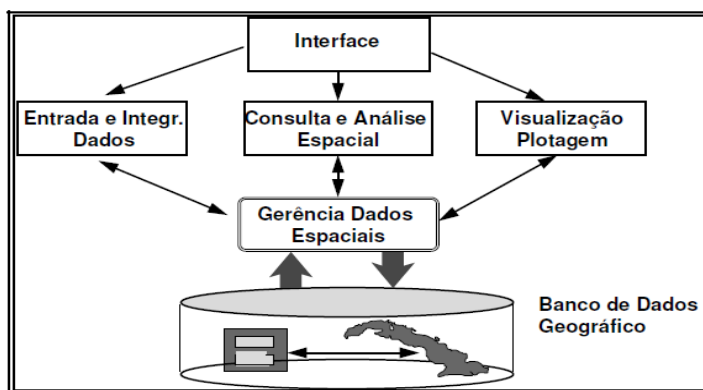 Interface
Entrada e Integr.
Dados
Consulta e Análise
Espacial
Visualização
Plotagem
Gerência Dados
Espaciais
Banco de Dados
Geográfico